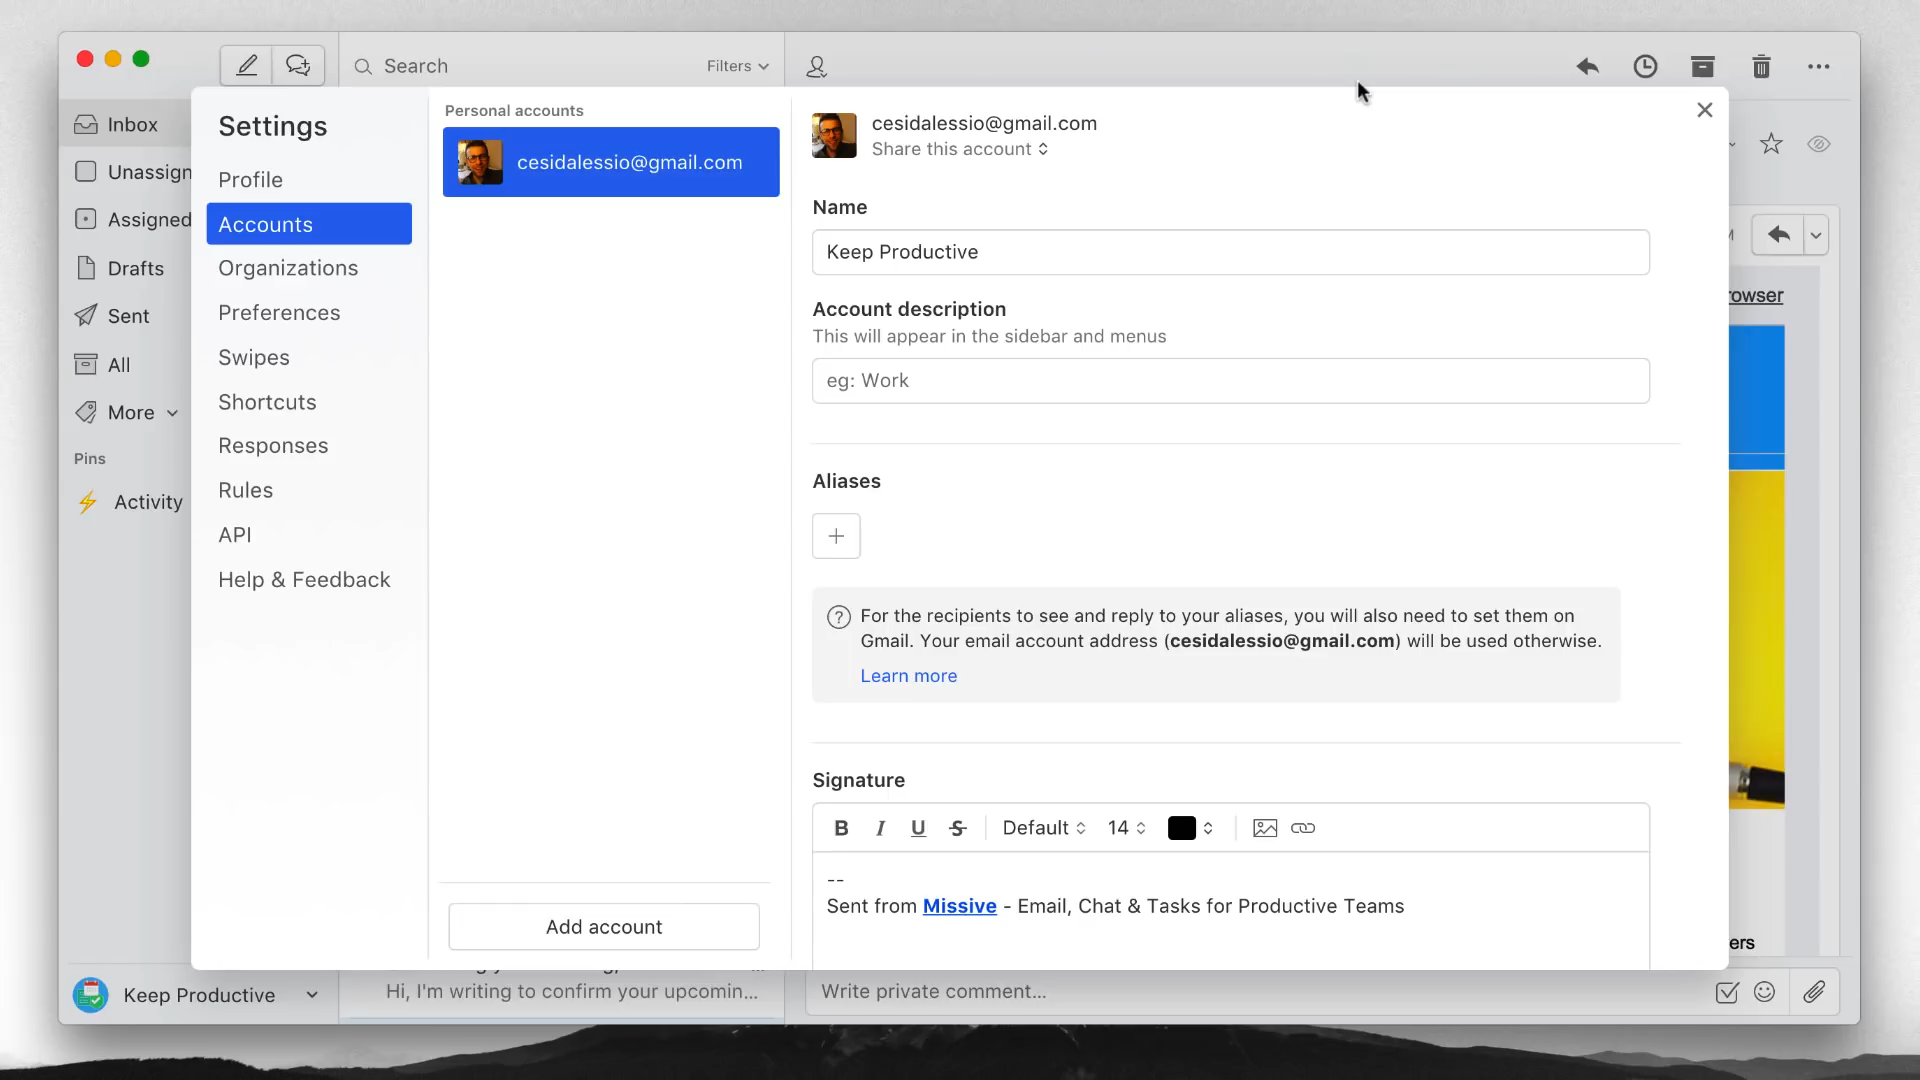 Search
Filters
Inbox
Unassign
Assigned
Drafts
Sent
All
More
Pins
Activity
Keep Productive
Settings
Profile
Accounts
Organizations
Preferences
Swipes
Shortcuts
Responses
Rules
API
Help & Feedback
Personal accounts
cesidalessio@gmail.com
Add account
cesidalessio@gmail.com
Share this account
Name
Keep Productive
Account description
This will appear in the sidebar and menus
eg: Work
Aliases
For the recipients to see and reply to your aliases, you will also need to set them on
Gmail. Your email account address (cesidalessio@gmail.com) will be used otherwise.
Learn more
Signature
B I U S Default 14
--
Sent from Missive - Email, Chat & Tasks for Productive Teams
rowser
ers
Hi, I'm writing to confirm your upcomin...
Write private comment...